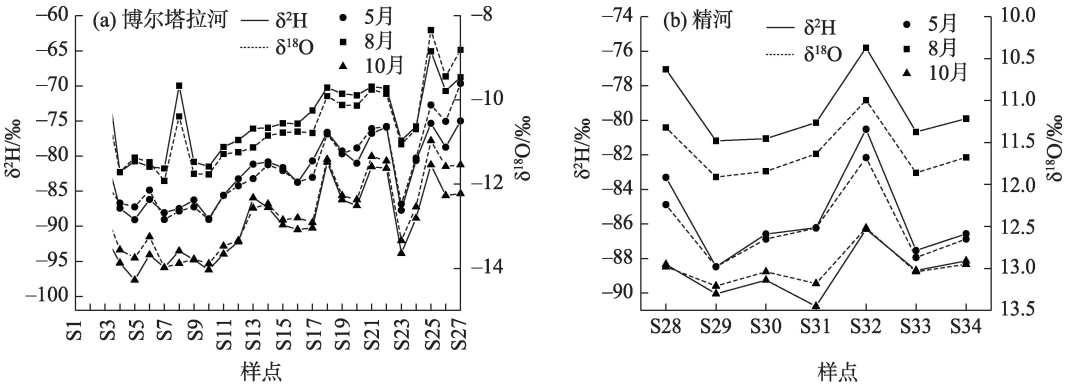 (a) 博尔塔拉河
δ²H
δ¹⁸O
5月
8月
10月
δ²H/‰
−60
−65
−70
−75
−80
−85
−90
−95
−100
δ¹⁸O/‰
−8
−10
−12
−14
S1
S3
S5
S7
S9
S11
S13
S15
S17
S19
S21
S23
S25
S27
样点
(b) 精河
δ²H
δ¹⁸O
5月
8月
10月
δ²H/‰
−74
−76
−78
−80
−82
−84
−86
−88
−90
δ¹⁸O/‰
10.0
10.5
11.0
11.5
12.0
12.5
13.0
13.5
S28
S29
S30
S31
S32
S33
S34
样点